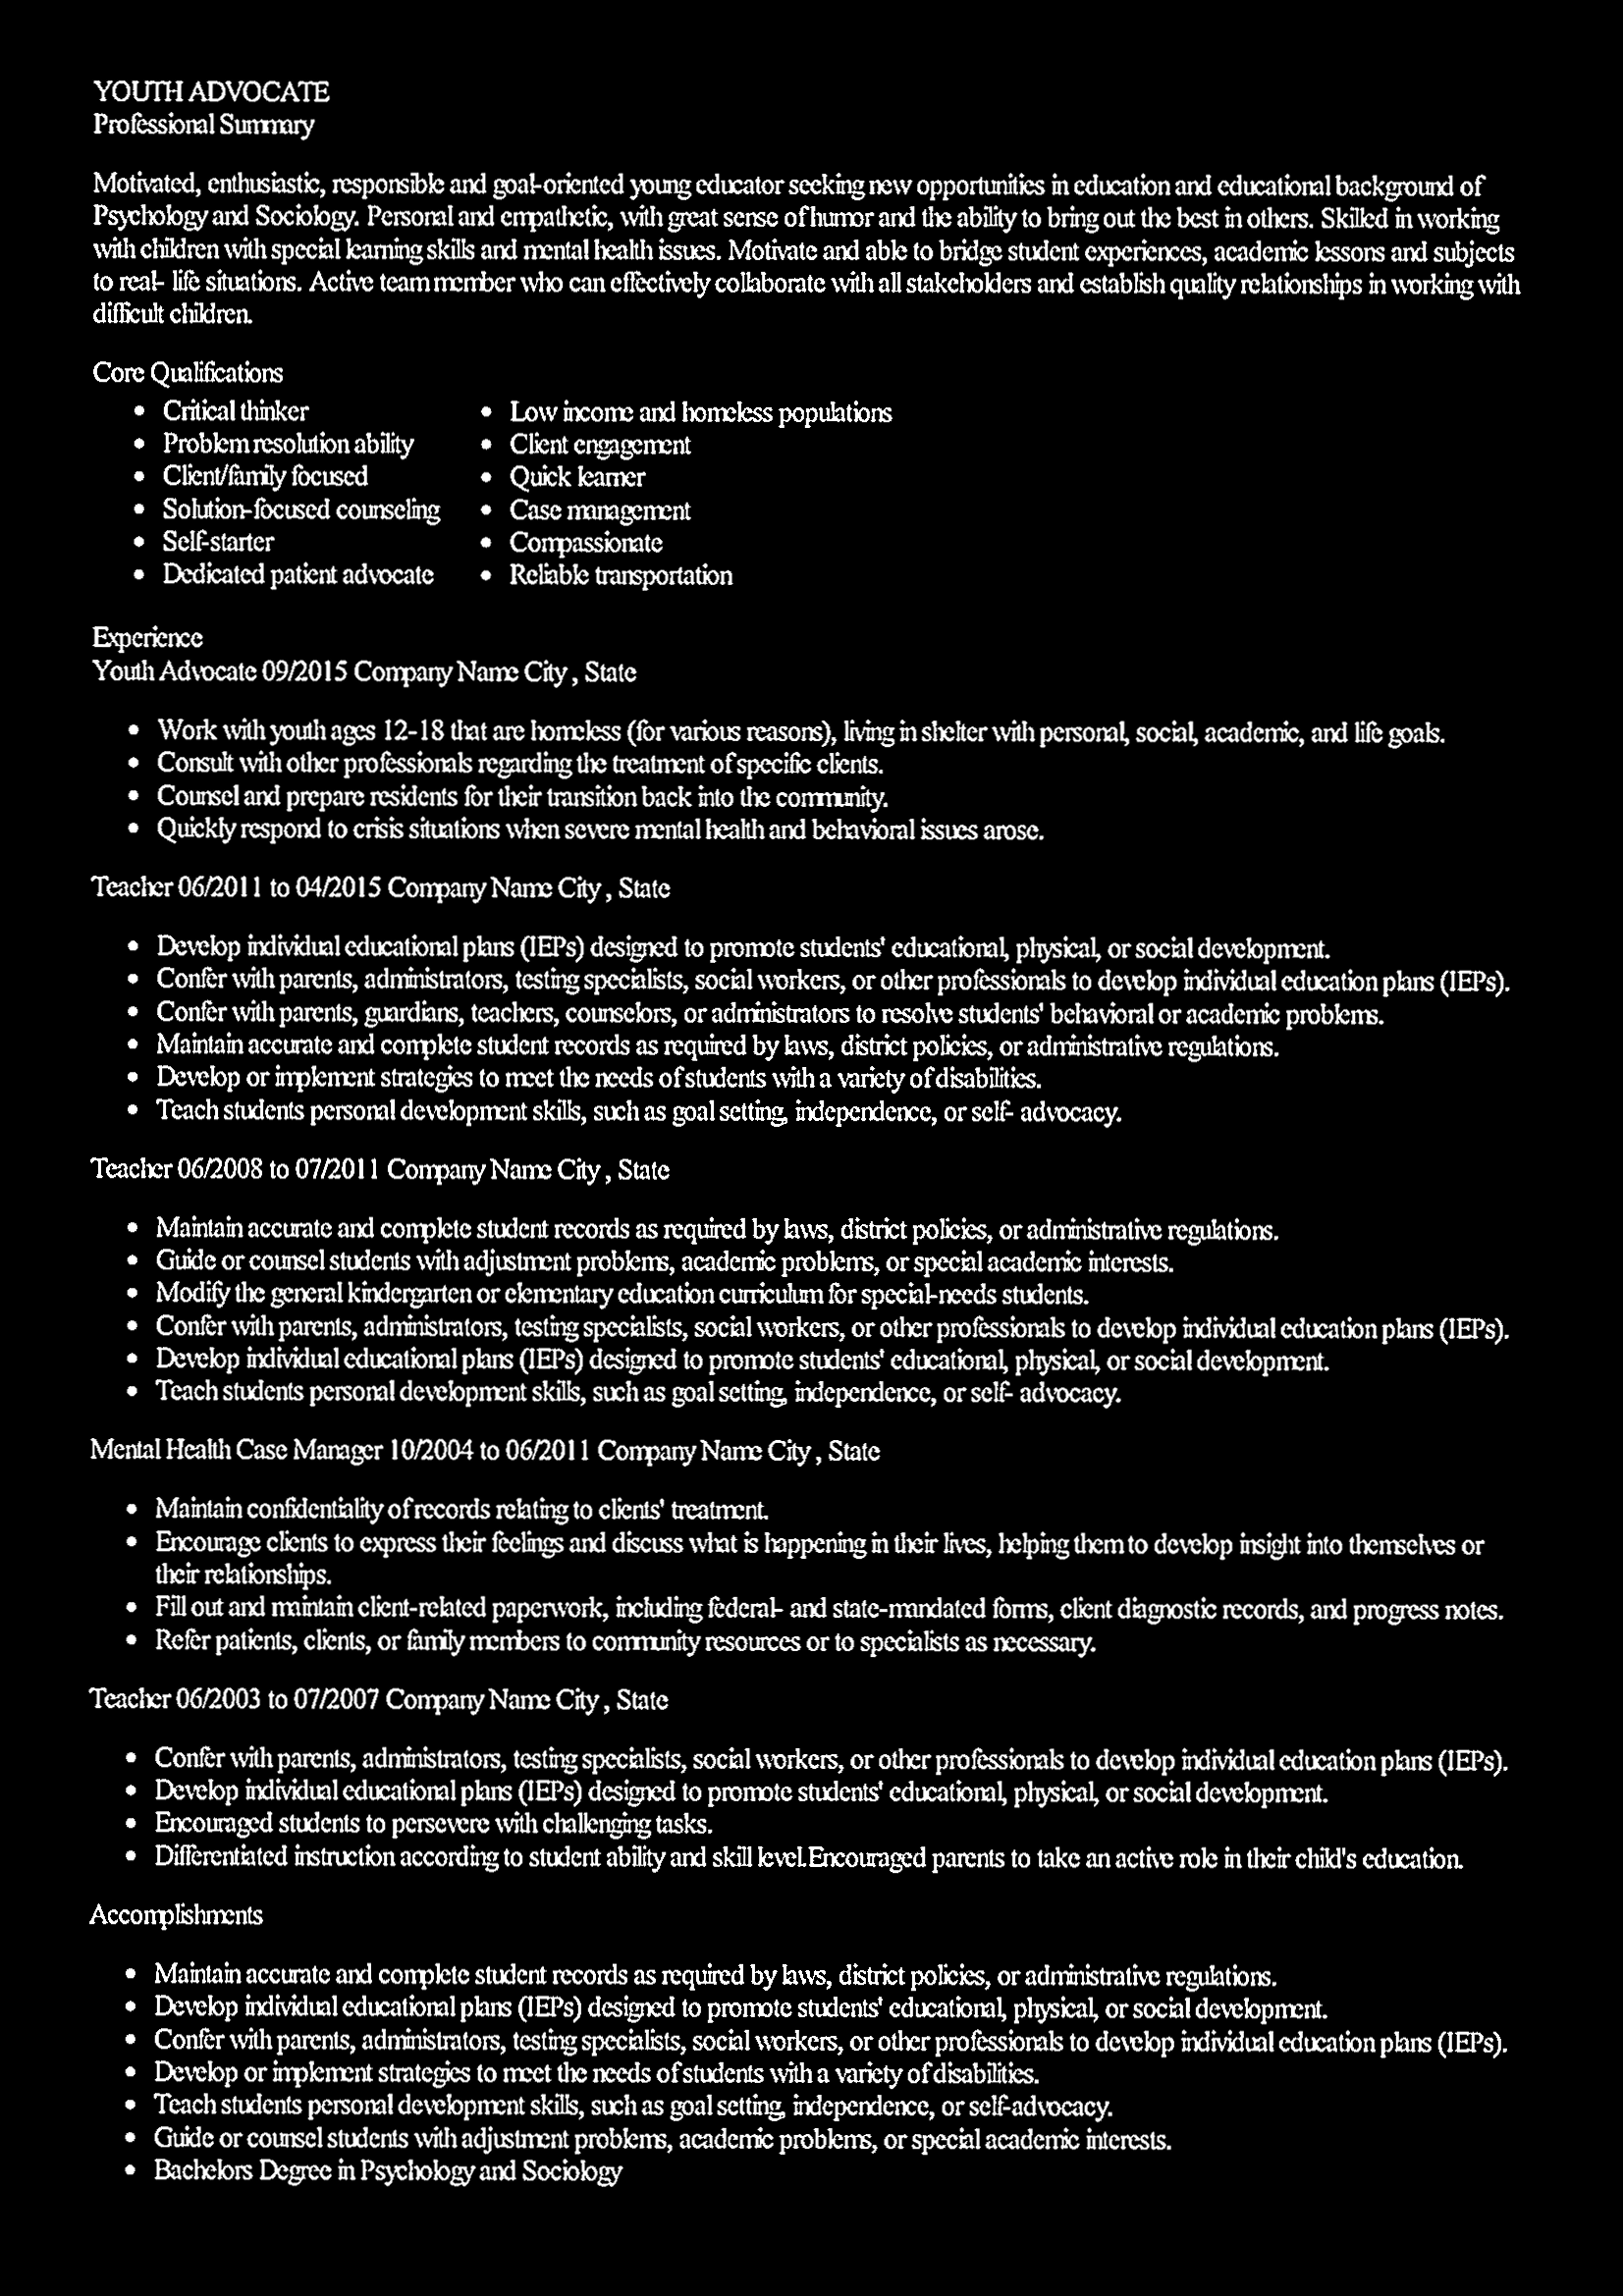 YOUTH ADVOCATE
Professional Summary
Motivated, enthusiastic, responsible and goal-oriented young educator seeking new opportunities in education and educational background of
Psychology and Sociology. Personal and empathetic, with great sense of humor and the ability to bring out the best in others. Skilled in working
with children with special learning skills and mental health issues. Motivate and able to bridge student experiences, academic lessons and subjects
to real- life situations. Active team member who can effectively collaborate with all stakeholders and establish quality relationships in working with
difficult children.
Core Qualifications
• Critical thinker
• Problem resolution ability
• Client/family focused
• Solution-focused counseling
• Self-starter
• Dedicated patient advocate
• Low income and homeless populations
• Client engagement
• Quick learner
• Case management
• Compassionate
• Reliable transportation
Experience
Youth Advocate 09/2015 Company Name City , State
• Work with youth ages 12-18 that are homeless (for various reasons), living in shelter with personal, social, academic, and life goals.
• Consult with other professionals regarding the treatment of specific clients.
• Counsel and prepare residents for their transition back into the community.
• Quickly respond to crisis situations when severe mental health and behavioral issues arose.
Teacher 06/2011 to 04/2015 Company Name City , State
• Develop individual educational plans (IEPs) designed to promote students' educational, physical, or social development.
• Confer with parents, administrators, testing specialists, social workers, or other professionals to develop individual education plans (IEPs).
• Confer with parents, guardians, teachers, counselors, or administrators to resolve students' behavioral or academic problems.
• Maintain accurate and complete student records as required by laws, district policies, or administrative regulations.
• Develop or implement strategies to meet the needs of students with a variety of disabilities.
• Teach students personal development skills, such as goal setting, independence, or self- advocacy.
Teacher 06/2008 to 07/2011 Company Name City , State
• Maintain accurate and complete student records as required by laws, district policies, or administrative regulations.
• Guide or counsel students with adjustment problems, academic problems, or special academic interests.
• Modify the general kindergarten or elementary education curriculum for special-needs students.
• Confer with parents, administrators, testing specialists, social workers, or other professionals to develop individual education plans (IEPs).
• Develop individual educational plans (IEPs) designed to promote students' educational, physical, or social development.
• Teach students personal development skills, such as goal setting, independence, or self- advocacy.
Mental Health Case Manager 10/2004 to 06/2011 Company Name City , State
• Maintain confidentiality of records relating to clients' treatment.
• Encourage clients to express their feelings and discuss what is happening in their lives, helping them to develop insight into themselves or
their relationships.
• Fill out and maintain client-related paperwork, including federal- and state-mandated forms, client diagnostic records, and progress notes.
• Refer patients, clients, or family members to community resources or to specialists as necessary.
Teacher 06/2003 to 07/2007 Company Name City , State
• Confer with parents, administrators, testing specialists, social workers, or other professionals to develop individual education plans (IEPs).
• Develop individual educational plans (IEPs) designed to promote students' educational, physical, or social development.
• Encouraged students to persevere with challenging tasks.
• Differentiated instruction according to student ability and skill level.Encouraged parents to take an active role in their child's education.
Accomplishments
• Maintain accurate and complete student records as required by laws, district policies, or administrative regulations.
• Develop individual educational plans (IEPs) designed to promote students' educational, physical, or social development.
• Confer with parents, administrators, testing specialists, social workers, or other professionals to develop individual education plans (IEPs).
• Develop or implement strategies to meet the needs of students with a variety of disabilities.
• Teach students personal development skills, such as goal setting, independence, or self-advocacy.
• Guide or counsel students with adjustment problems, academic problems, or special academic interests.
• Bachelors Degree in Psychology and Sociology